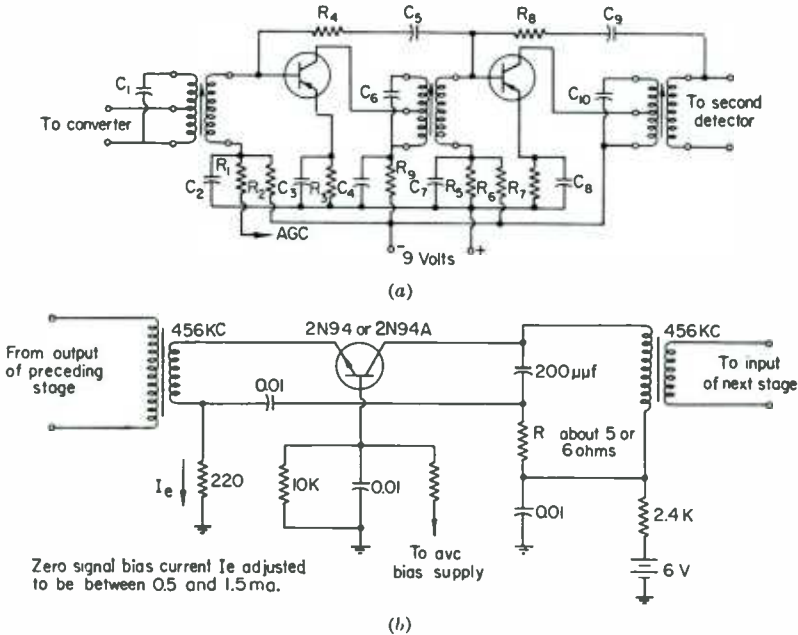 R4
C5
R8
C9
C1
C6
C10
To converter
To second
detector
R1
R2
C2
C3
R3
C4
R9
C7
R5
R6
R7
C8
AGC
-
+
9 Volts
(a)
456KC
2N94 or 2N94A
456KC
From output
of preceding
stage
To input
of next stage
0.01
200μμf
R about 5 or
6 ohms
Ie
220
10K
0.01
0.01
2.4 K
To avc
bias supply
6 V
Zero signal bias current Ie adjusted
to be between 0.5 and 1.5 ma.
(b)